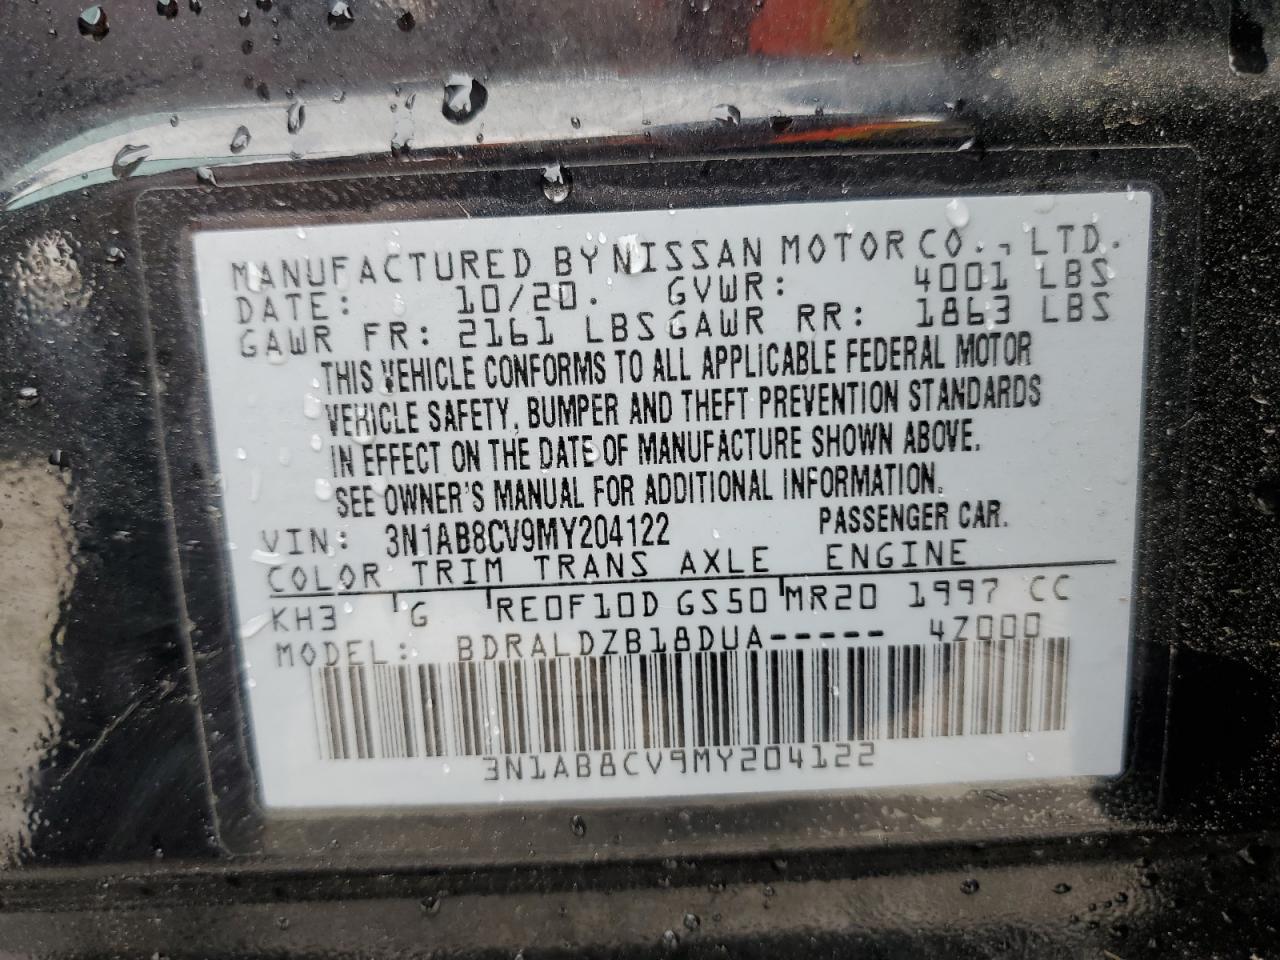 MANUFACTURED BY NISSAN MOTOR CO., LTD.
DATE: 10/20. GVWR: 4001 LBS
GAWR FR: 2161 LBS GAWR RR: 1863 LBS
THIS VEHICLE CONFORMS TO ALL APPLICABLE FEDERAL MOTOR
VEHICLE SAFETY, BUMPER AND THEFT PREVENTION STANDARDS
IN EFFECT ON THE DATE OF MANUFACTURE SHOWN ABOVE.
SEE OWNER'S MANUAL FOR ADDITIONAL INFORMATION.
VIN: 3N1AB8CV9MY204122 PASSENGER CAR.
COLOR TRIM TRANS AXLE ENGINE
KH3 G RE0F10D GS50 MR20 1997 CC
MODEL: BDRALDZB18DUA----- 4Z000
3N1AB8CV9MY204122